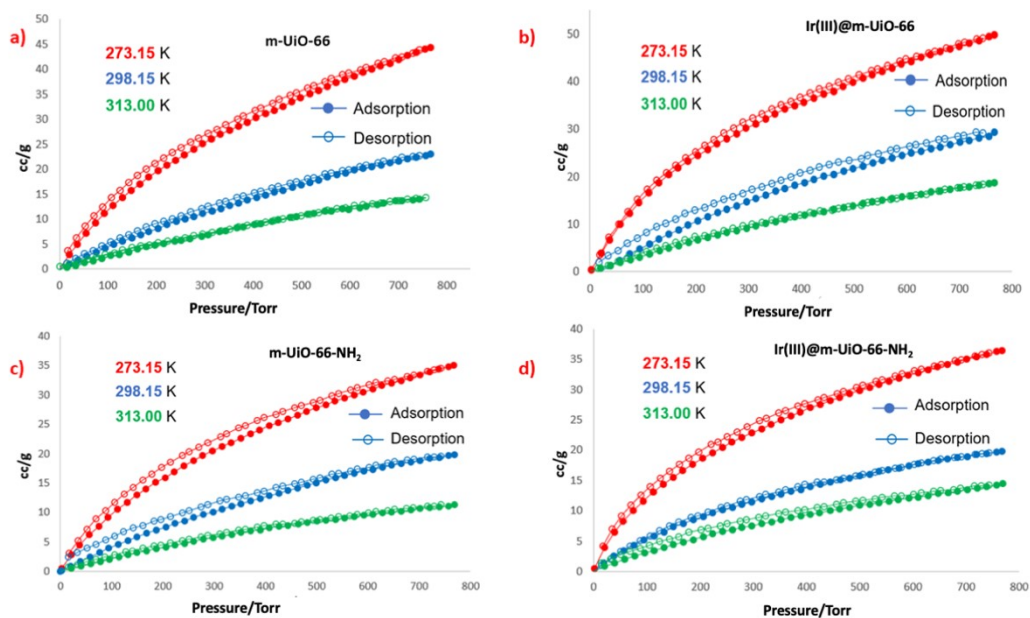 a)
m-UiO-66
273.15 K
298.15 K
313.00 K
Adsorption
Desorption
cc/g
50
45
40
35
30
25
20
15
10
5
0
0 100 200 300 400 500 600 700 800
Pressure/Torr
b)
Ir(III)@m-UiO-66
273.15 K
298.15 K
313.00 K
Adsorption
Desorption
cc/g
50
40
30
20
10
0
0 100 200 300 400 500 600 700 800
Pressure/Torr
c)
m-UiO-66-NH₂
273.15 K
298.15 K
313.00 K
Adsorption
Desorption
cc/g
40
35
30
25
20
15
10
5
0
0 100 200 300 400 500 600 700 800
Pressure/Torr
d)
Ir(III)@m-UiO-66-NH₂
273.15 K
298.15 K
313.00 K
Adsorption
Desorption
cc/g
40
35
30
25
20
15
10
5
0
0 100 200 300 400 500 600 700 800
Pressure/Torr